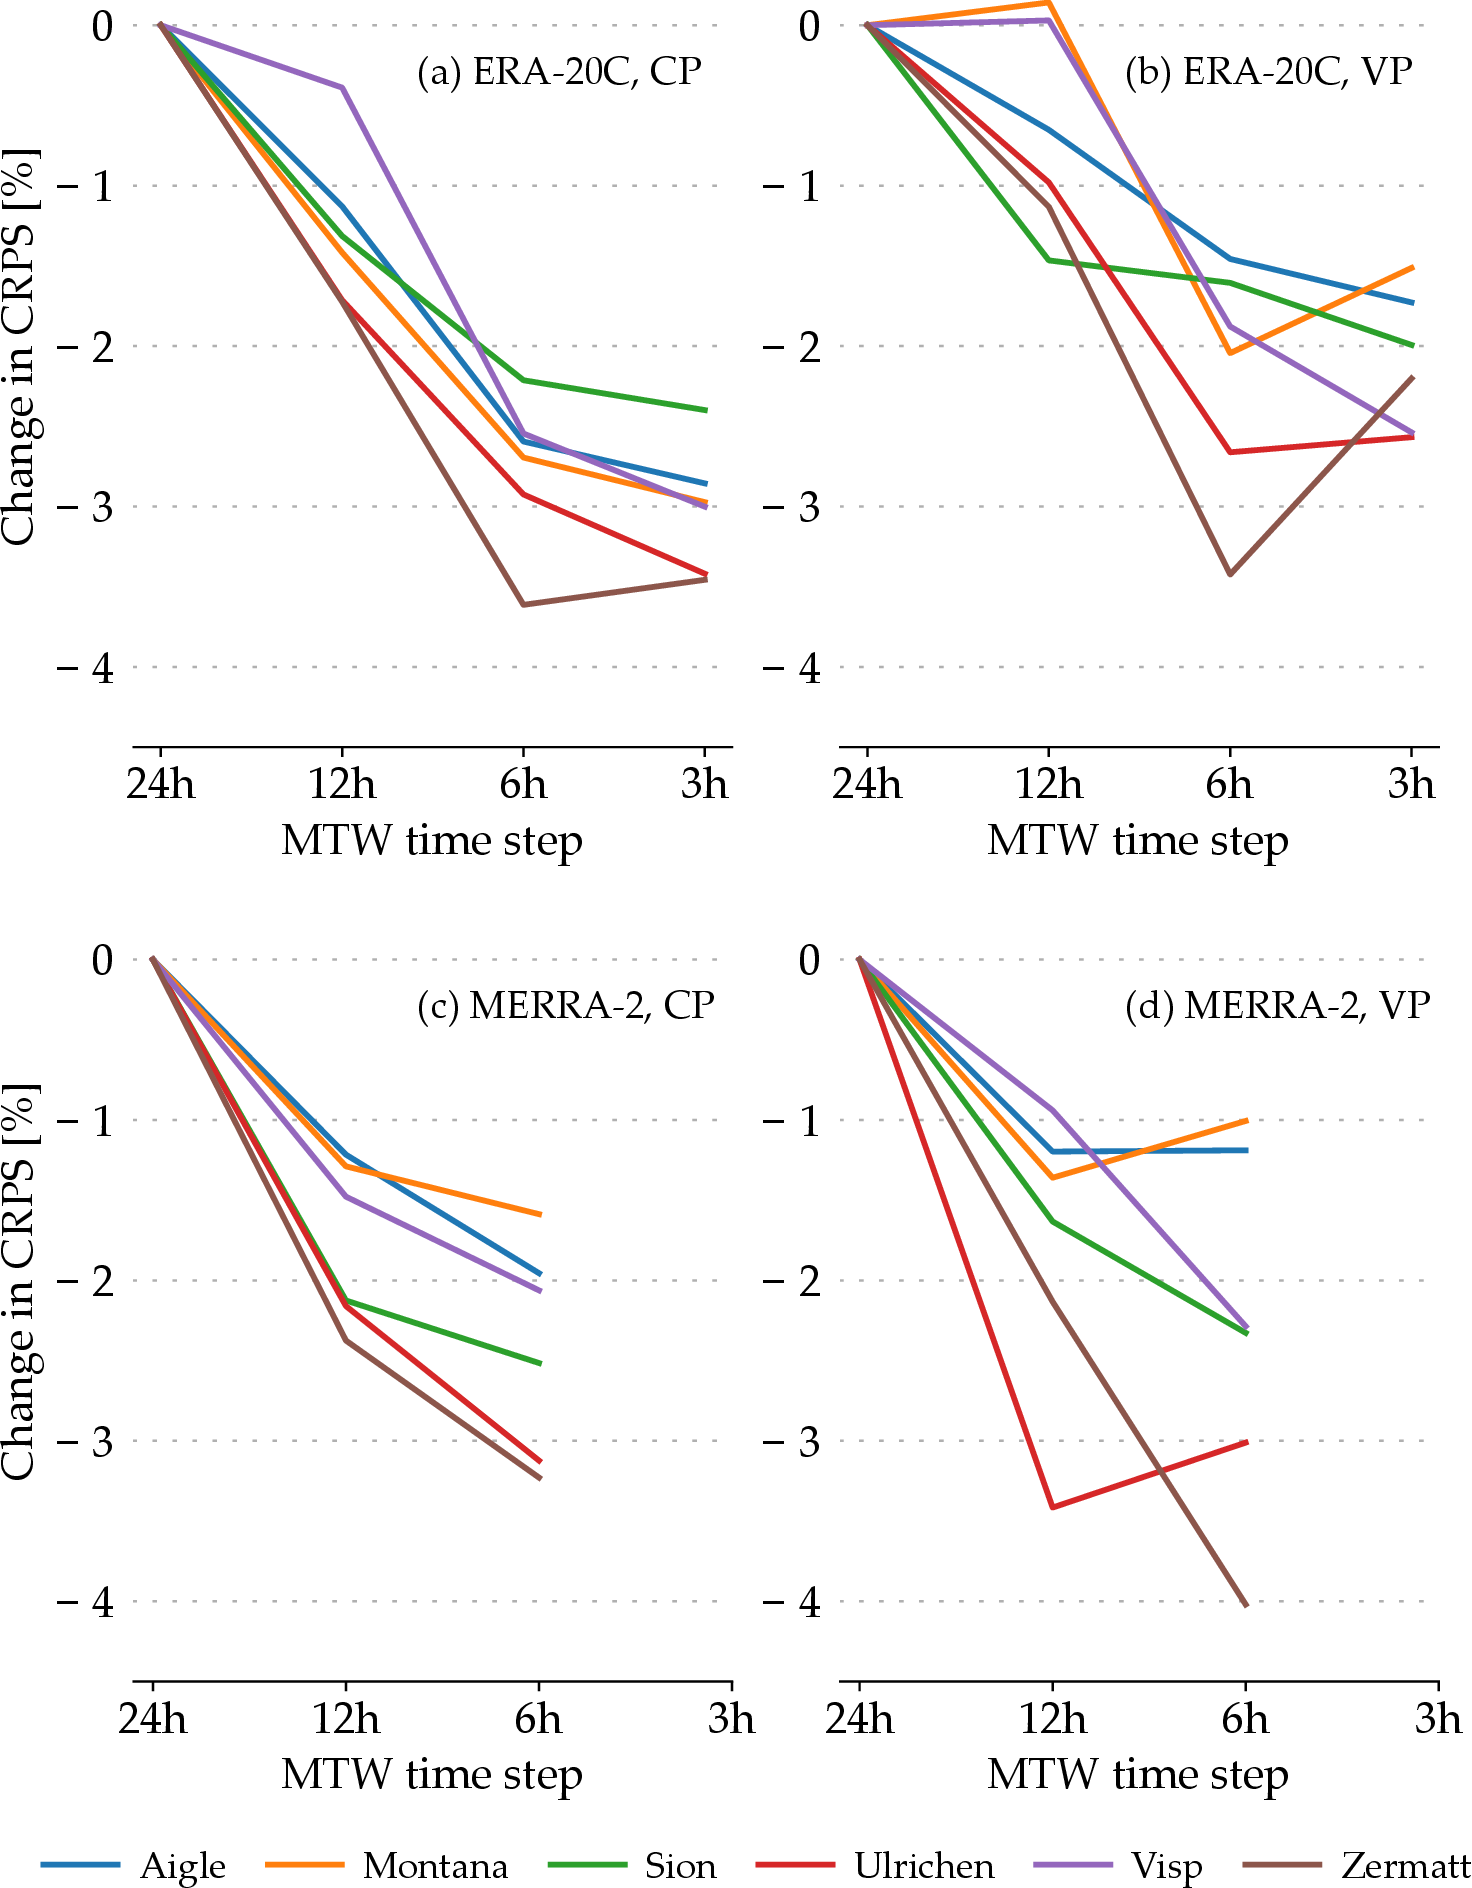 (a) ERA-20C, CP
Change in CRPS [%]
0
− 1
− 2
− 3
− 4
24h 12h 6h 3h
MTW time step
(b) ERA-20C, VP
0
− 1
− 2
− 3
− 4
24h 12h 6h 3h
MTW time step
(c) MERRA-2, CP
Change in CRPS [%]
0
− 1
− 2
− 3
− 4
24h 12h 6h 3h
MTW time step
(d) MERRA-2, VP
0
− 1
− 2
− 3
− 4
24h 12h 6h 3h
MTW time step
Aigle Montana Sion Ulrichen Visp Zermatt